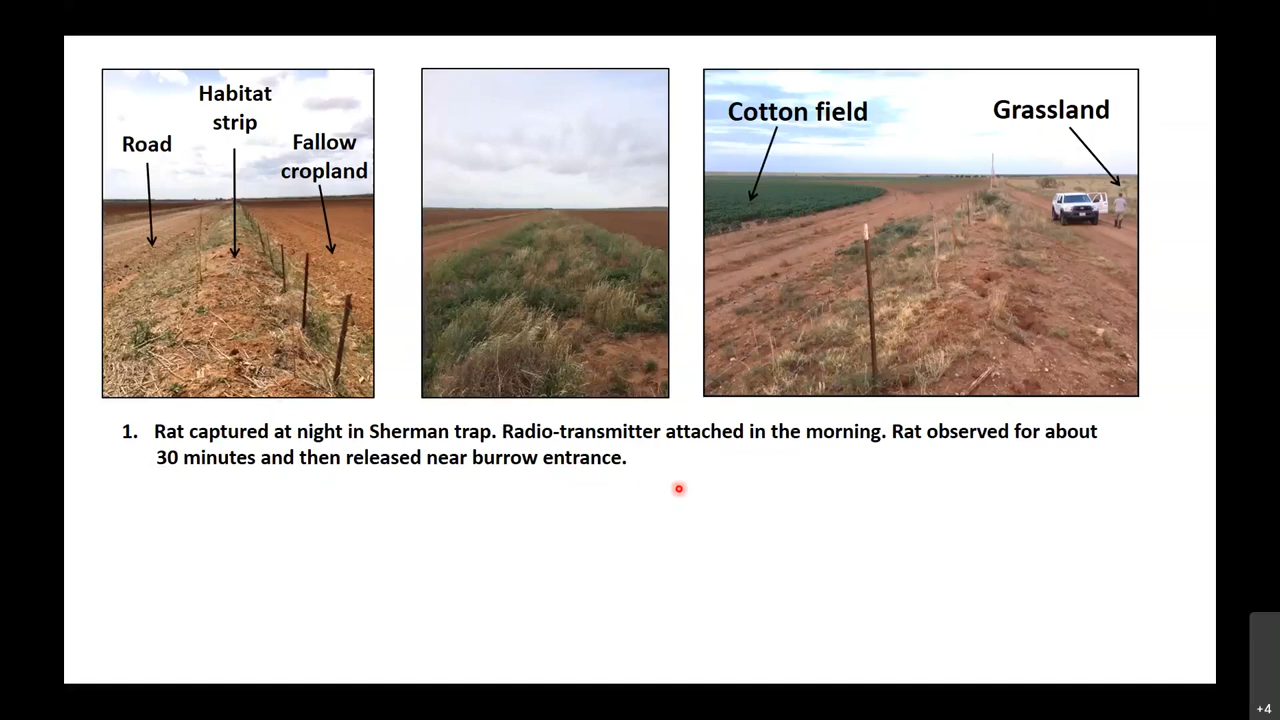 Habitat
strip
Road
Fallow
cropland
Cotton field
Grassland
1. Rat captured at night in Sherman trap. Radio-transmitter attached in the morning. Rat observed for about
30 minutes and then released near burrow entrance.
+4